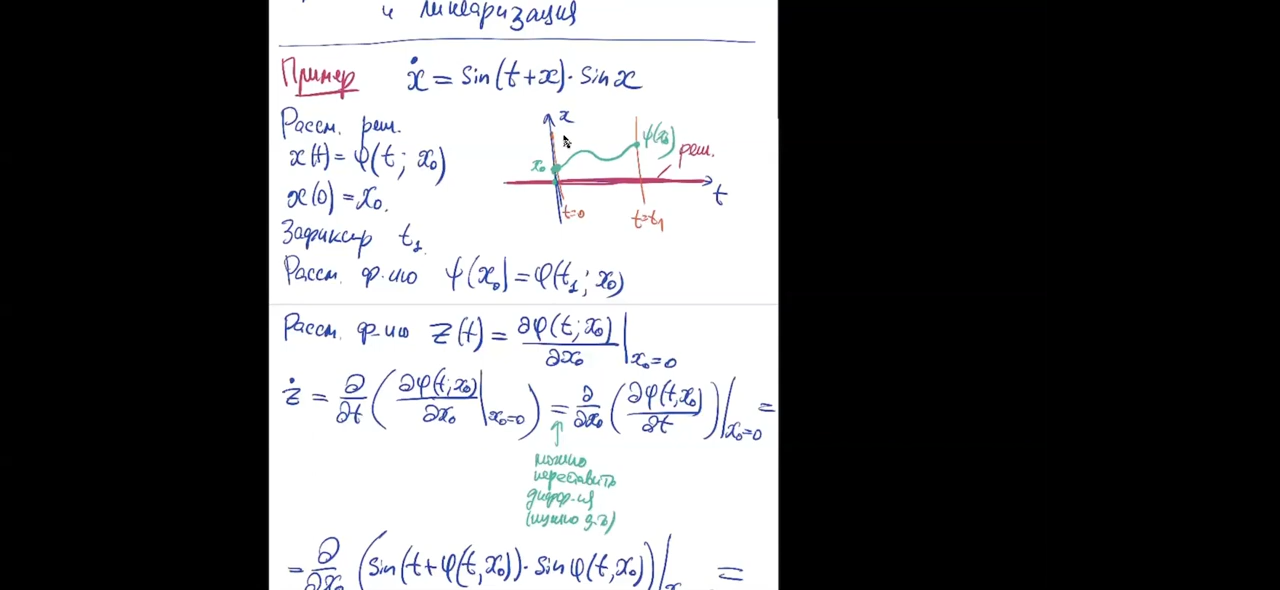 и линеаризация
Пример ẋ = sin(t+x)·sin x
Рассм. реш.
x(t) = φ(t; x₀)
x(0) = x₀.
Зафиксир t₁.
Рассм. ф-ию ψ(x₀) = φ(t₁; x₀)
x
x₀
ψ(x₀)
реш.
t
t=0
t=t₁
Рассм. ф-ию z(t) = ∂φ(t; x₀)/∂x₀ |x₀=0
ż = ∂/∂t (∂φ(t, x₀)/∂x₀ |x₀=0) = ∂/∂x₀ (∂φ(t, x₀)/∂t) |x₀=0 =
можно
переставить
диффер-ия
(нужно д-ть)
= ∂/∂x₀ (sin(t+φ(t, x₀))·sin φ(t, x₀)) | =